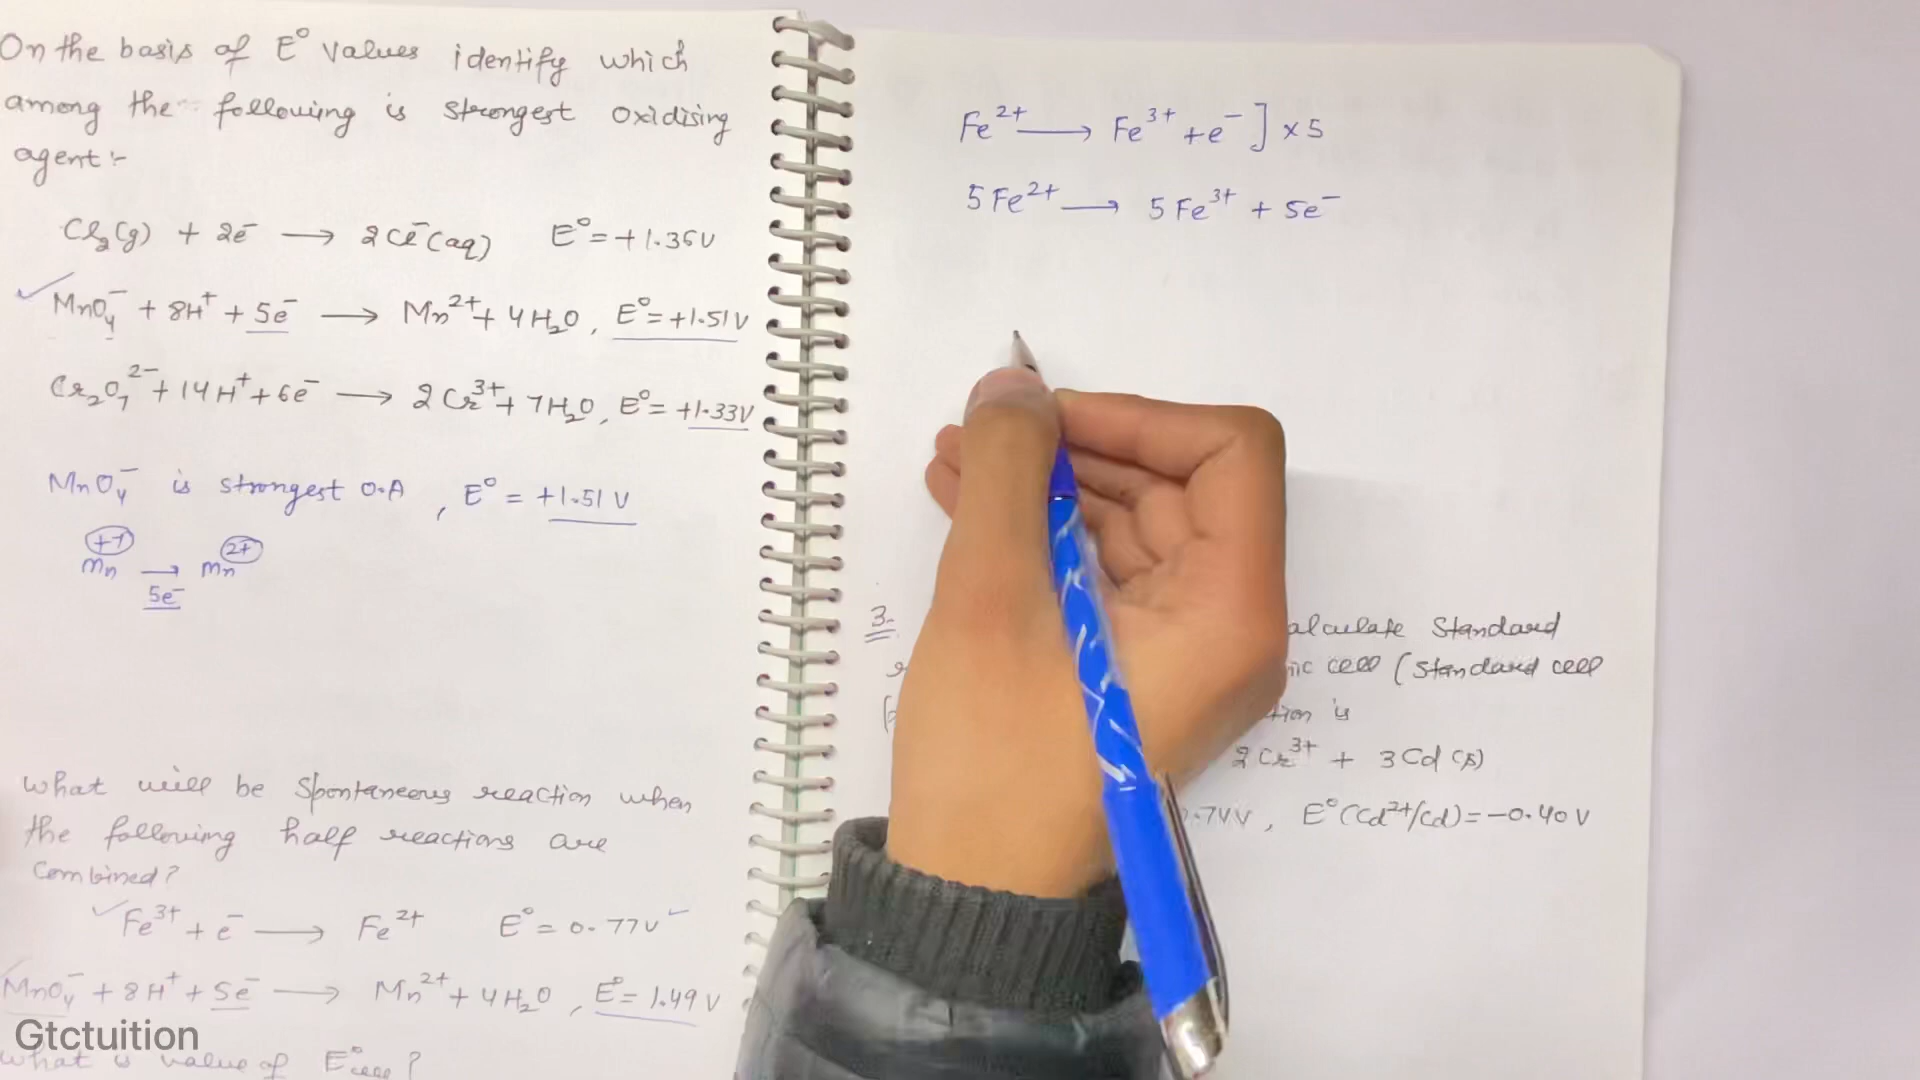 On the basis of E° values identify which
among the following is strongest oxidising
agent:-
Cl₂(g) + 2e⁻ → 2Cl⁻(aq) E° = +1.36V
✓ MnO₄⁻ + 8H⁺ + 5e⁻ → Mn²⁺ + 4H₂O, E° = +1.51V
Cr₂O₇²⁻ + 14H⁺ + 6e⁻ → 2Cr³⁺ + 7H₂O, E° = +1.33V
MnO₄⁻ is strongest O.A, E° = +1.51 V
+7 2+
Mn → Mn
5e⁻
What will be Spontaneous reaction when
the following half reactions are
combined?
✓ Fe³⁺ + e⁻ → Fe²⁺ E° = 0.77V ✓
MnO₄⁻ + 8H⁺ + 5e⁻ → Mn²⁺ + 4H₂O, E° = 1.49 V
What is value of E°cell?
Gtctuition
Fe²⁺ → Fe³⁺ + e⁻ ] × 5
5Fe²⁺ → 5Fe³⁺ + 5e⁻
3.
Standard
cell (Standard cell
is
2Cr³⁺ + 3Cd(s)
E°(Cd²⁺/Cd) = -0.40 V